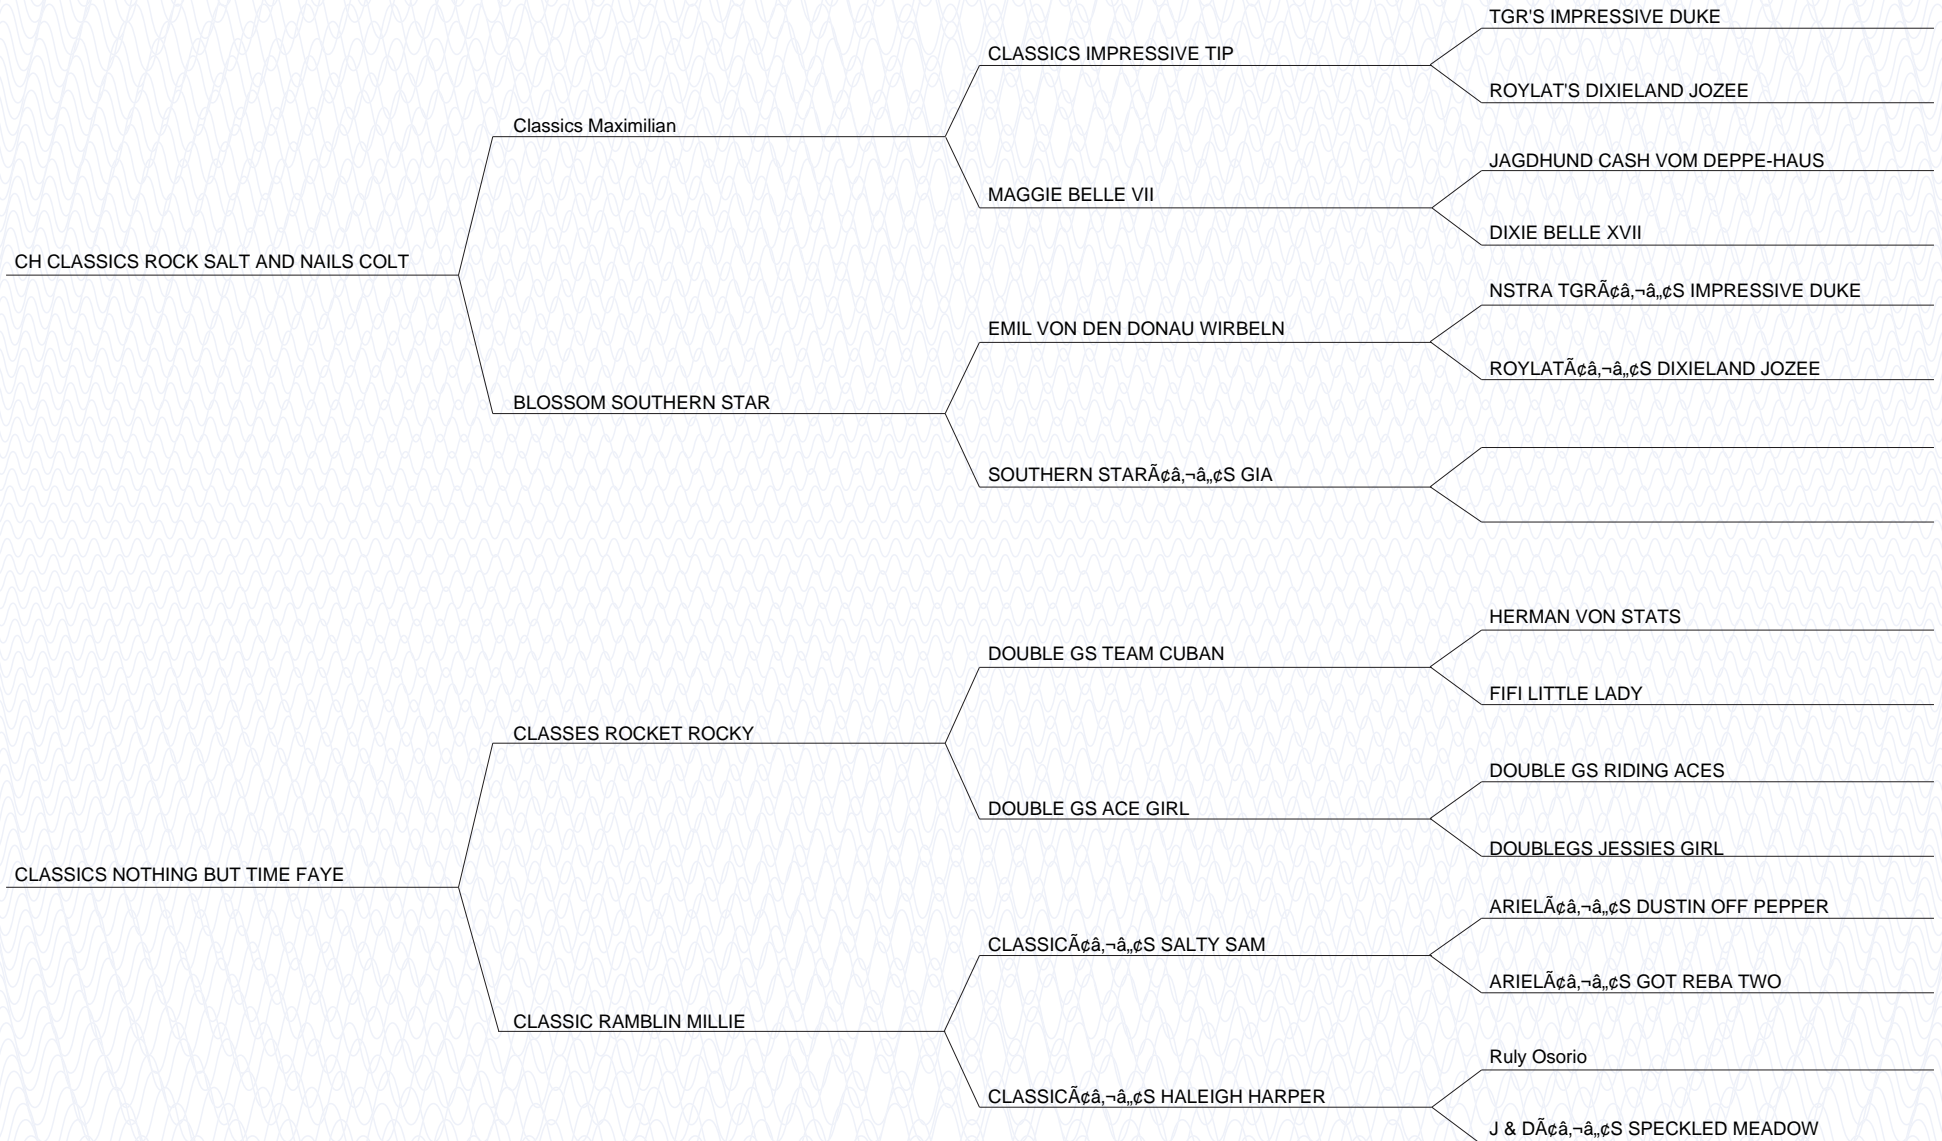 TGR'S IMPRESSIVE DUKE
CLASSICS IMPRESSIVE TIP
ROYLAT'S DIXIELAND JOZEE
Classics Maximilian
JAGDHUND CASH VOM DEPPE-HAUS
MAGGIE BELLE VII
DIXIE BELLE XVII
CH CLASSICS ROCK SALT AND NAILS COLT
NSTRA TGRÃ¢â‚¬â„¢S IMPRESSIVE DUKE
EMIL VON DEN DONAU WIRBELN
ROYLATÃ¢â‚¬â„¢S DIXIELAND JOZEE
BLOSSOM SOUTHERN STAR
SOUTHERN STARÃ¢â‚¬â„¢S GIA
HERMAN VON STATS
DOUBLE GS TEAM CUBAN
FIFI LITTLE LADY
CLASSES ROCKET ROCKY
DOUBLE GS RIDING ACES
DOUBLE GS ACE GIRL
DOUBLEGS JESSIES GIRL
CLASSICS NOTHING BUT TIME FAYE
ARIELÃ¢â‚¬â„¢S DUSTIN OFF PEPPER
CLASSICÃ¢â‚¬â„¢S SALTY SAM
ARIELÃ¢â‚¬â„¢S GOT REBA TWO
CLASSIC RAMBLIN MILLIE
Ruly Osorio
CLASSICÃ¢â‚¬â„¢S HALEIGH HARPER
J & DÃ¢â‚¬â„¢S SPECKLED MEADOW